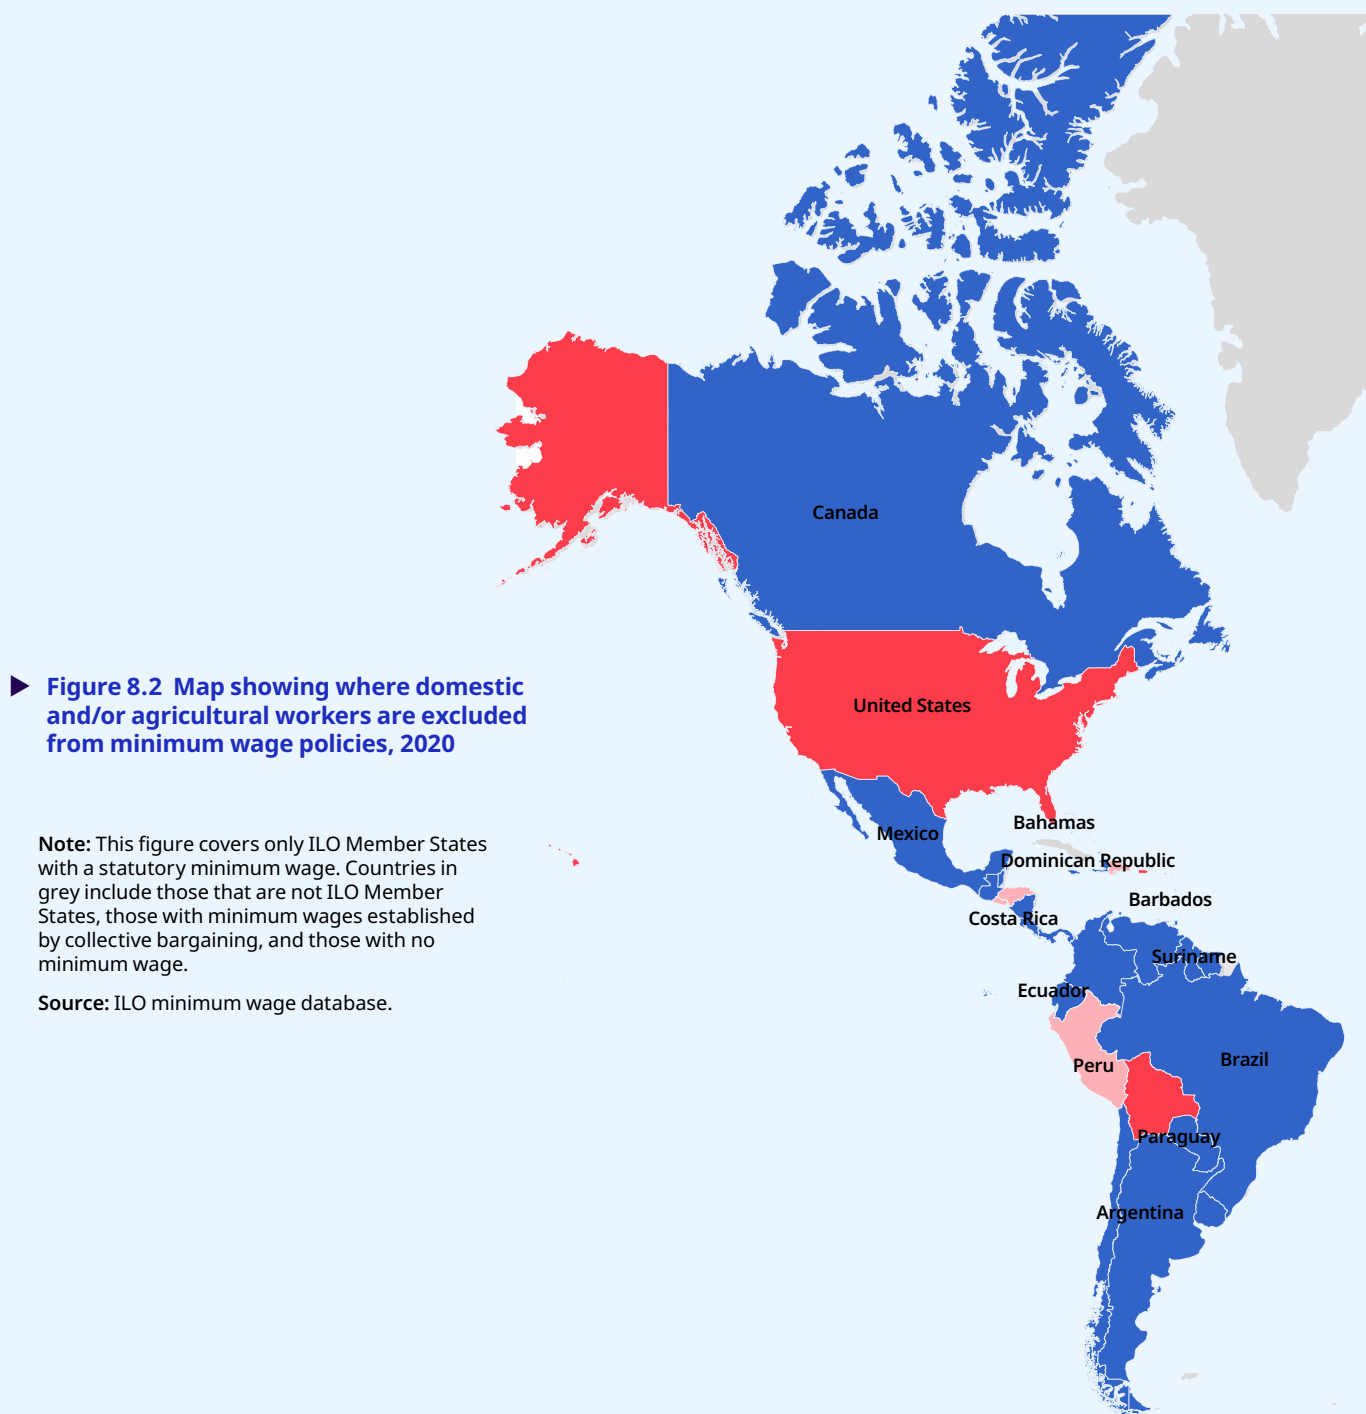 Canada
Figure 8.2 Map showing where domestic
and/or agricultural workers are excluded
from minimum wage policies, 2020
United States
Bahamas
Mexico
Note: This figure covers only ILO Member States
with a statutory minimum wage. Countries in
grey include those that are not ILO Member
States, those with minimum wages established
by collective bargaining, and those with no
minimum wage.
Source: ILO minimum wage database.
Dominican Republic
Barbados
Costa Rica
Suriname
Ecuador
Brazil
Peru
Paraguay
Argentina